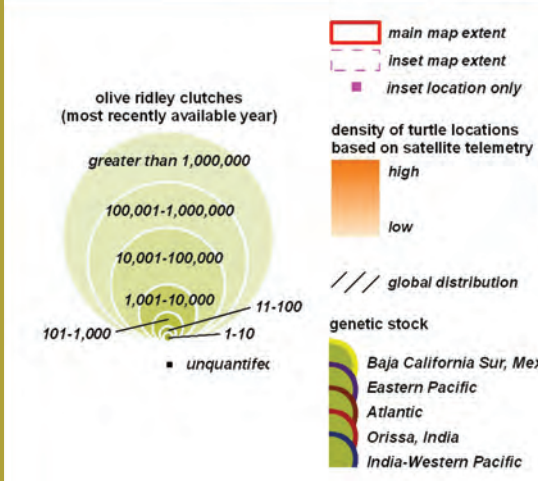 olive ridley clutches
(most recently available year)
greater than 1,000,000
100,001-1,000,000
10,001-100,000
1,001-10,000
11-100
101-1,000
1-10
unquantifec
main map extent
inset map extent
inset location only
density of turtle locations
based on satellite telemetry
high
low
global distribution
genetic stock
Baja California Sur, Mex
Eastern Pacific
Atlantic
Orissa, India
India-Western Pacific